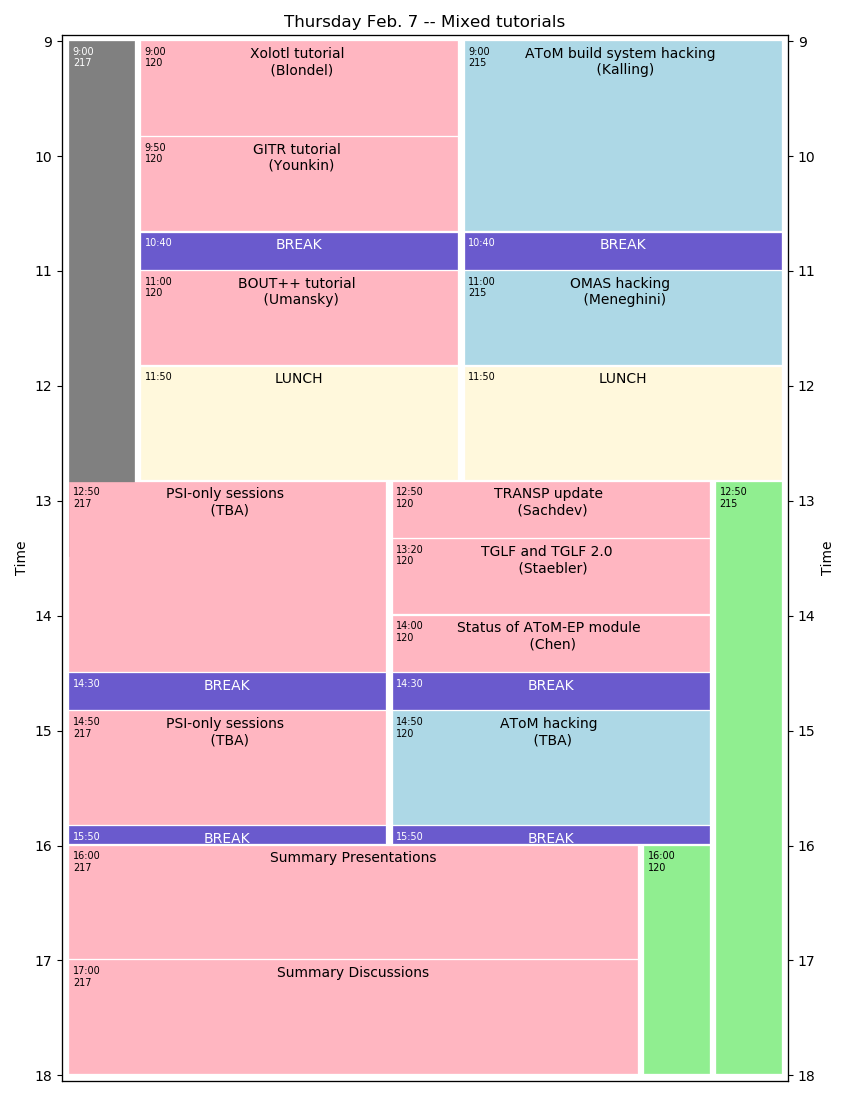 Thursday Feb. 7 -- Mixed tutorials
9
9
9:00
217
9:00
120
Xolotl tutorial
(Blondel)
9:00
215
AToM build system hacking
(Kalling)
9:50
120
GITR tutorial
(Younkin)
10
10
10:40
BREAK
10:40
BREAK
11
11
11:00
120
BOUT++ tutorial
(Umansky)
11:00
215
OMAS hacking
(Meneghini)
11:50
LUNCH
11:50
LUNCH
12
12
12:50
217
PSI-only sessions
(TBA)
12:50
120
TRANSP update
(Sachdev)
12:50
215
13
13
13:20
120
TGLF and TGLF 2.0
(Staebler)
Time
Time
14
14
14:00
120
Status of AToM-EP module
(Chen)
14:30
BREAK
14:30
BREAK
14:50
217
PSI-only sessions
(TBA)
14:50
120
AToM hacking
(TBA)
15
15
15:50
BREAK
15:50
BREAK
16
16
16:00
217
Summary Presentations
16:00
120
17
17
17:00
217
Summary Discussions
18
18